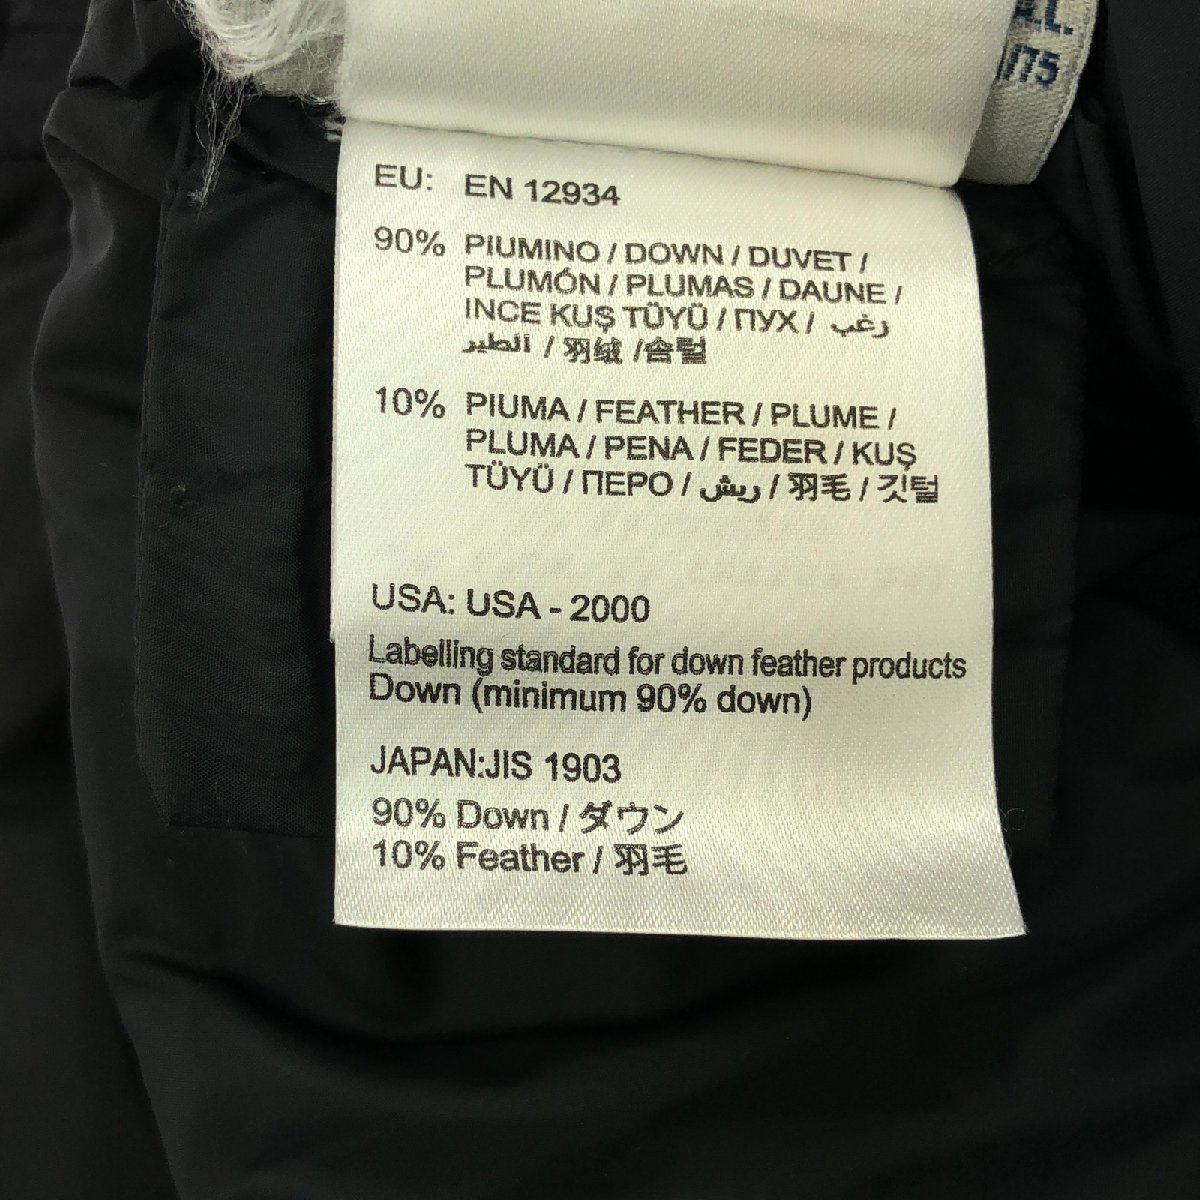 /75
EU: EN 12934
90% PIUMINO / DOWN / DUVET /
PLUMÓN / PLUMAS / DAUNE /
INCE KUŞ TÜYÜ / ПУХ / زغب
الطير / 羽绒 /솜털
10% PIUMA / FEATHER / PLUME /
PLUMA / PENA / FEDER / KUŞ
TÜYÜ / ПЕРО / ريش / 羽毛 / 깃털
USA: USA - 2000
Labelling standard for down feather products
Down (minimum 90% down)
JAPAN:JIS 1903
90% Down / ダウン
10% Feather / 羽毛